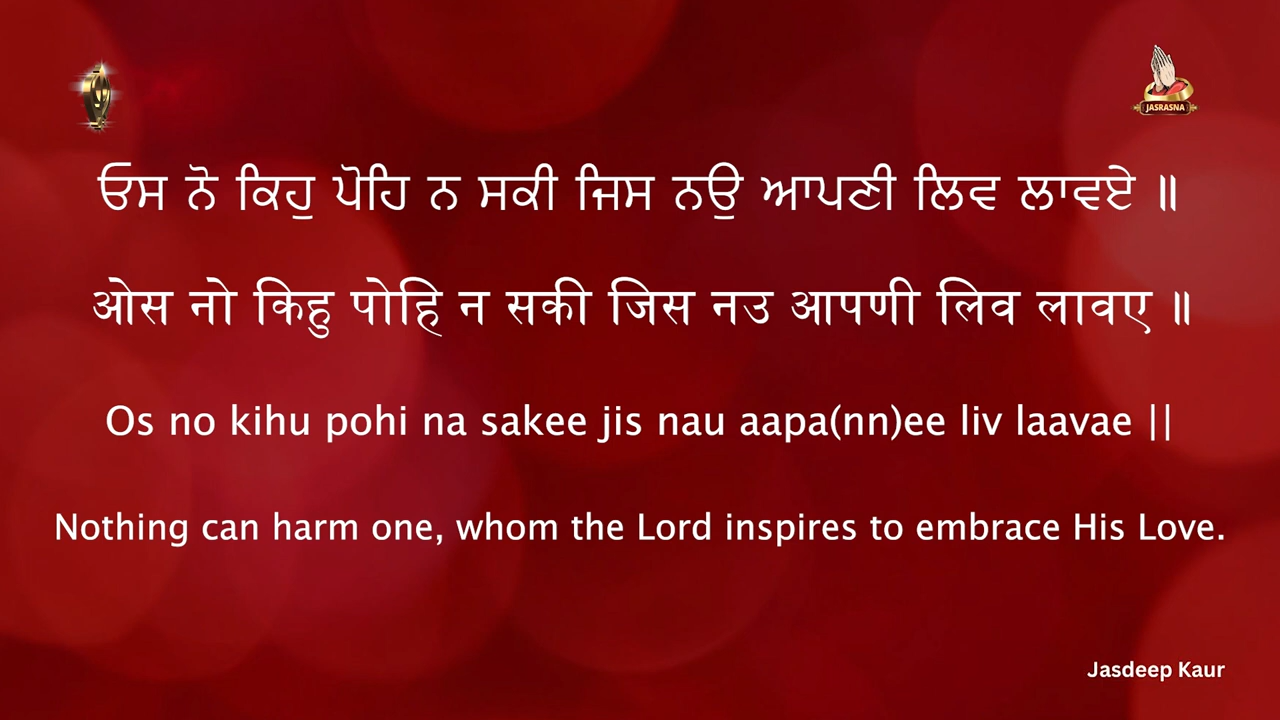 JASRASNA
ਓਸ ਨੋ ਕਿਹੁ ਪੋਹਿ ਨ ਸਕੀ ਜਿਸ ਨਉ ਆਪਣੀ ਲਿਵ ਲਾਵਏ ॥
ओस नो किहु पोहि न सकी जिस नउ आपणी लिव लावए ॥
Os no kihu pohi na sakee jis nau aapa(nn)ee liv laavae ||
Nothing can harm one, whom the Lord inspires to embrace His Love.
Jasdeep Kaur